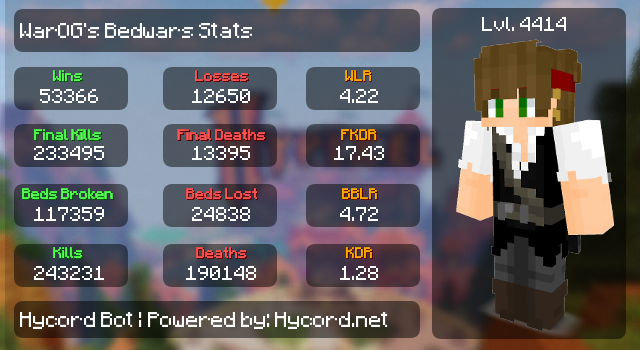 WarOG's Bedwars Stats
Lvl. 4414
Wins Losses WLR
53366 12650 4.22
Final Kills Final Deaths FKDR
233495 13395 17.43
Beds Broken Beds Lost BBLR
117359 24838 4.72
Kills Deaths KDR
243231 190148 1.28
Hycord Bot | Powered by: Hycord.net